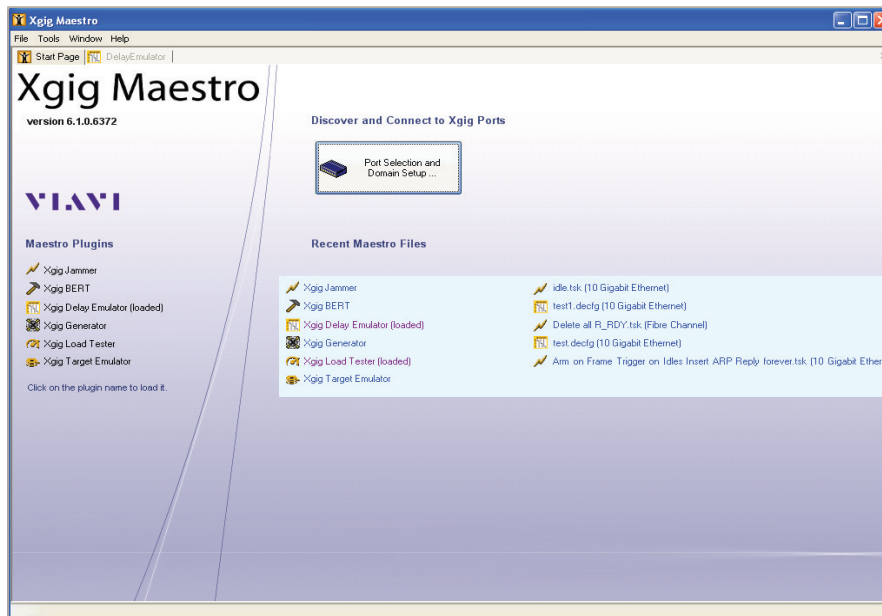 Xgig Maestro
File Tools Window Help
Start Page DelayEmulator
Xgig Maestro
version 6.1.0.6372
Discover and Connect to Xgig Ports
Port Selection and
Domain Setup ...
VIAVI
Maestro Plugins
Xgig Jammer
Xgig BERT
Xgig Delay Emulator (loaded)
Xgig Generator
Xgig Load Tester
Xgig Target Emulator
Click on the plugin name to load it.
Recent Maestro Files
Xgig Jammer
Xgig BERT
Xgig Delay Emulator (loaded)
Xgig Generator
Xgig Load Tester (loaded)
Xgig Target Emulator
idle.tsk (10 Gigabit Ethernet)
test1.decfg (10 Gigabit Ethernet)
Delete all R_RDY.tsk (Fibre Channel)
test.decfg (10 Gigabit Ethernet)
Arm on Frame Trigger on Idles Insert ARP Reply forever.tsk (10 Gigabit Ether